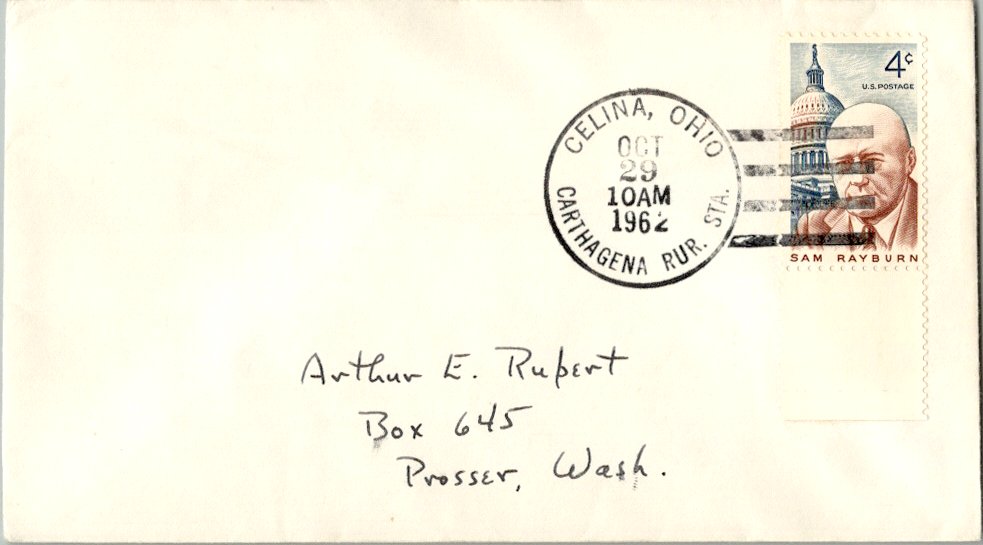 4¢
U.S. POSTAGE
SAM RAYBURN
CELINA, OHIO
OCT
29
10AM
1962
CARTHAGENA RUR. STA.
Arthur E. Rupert
Box 645
Prosser, Wash.